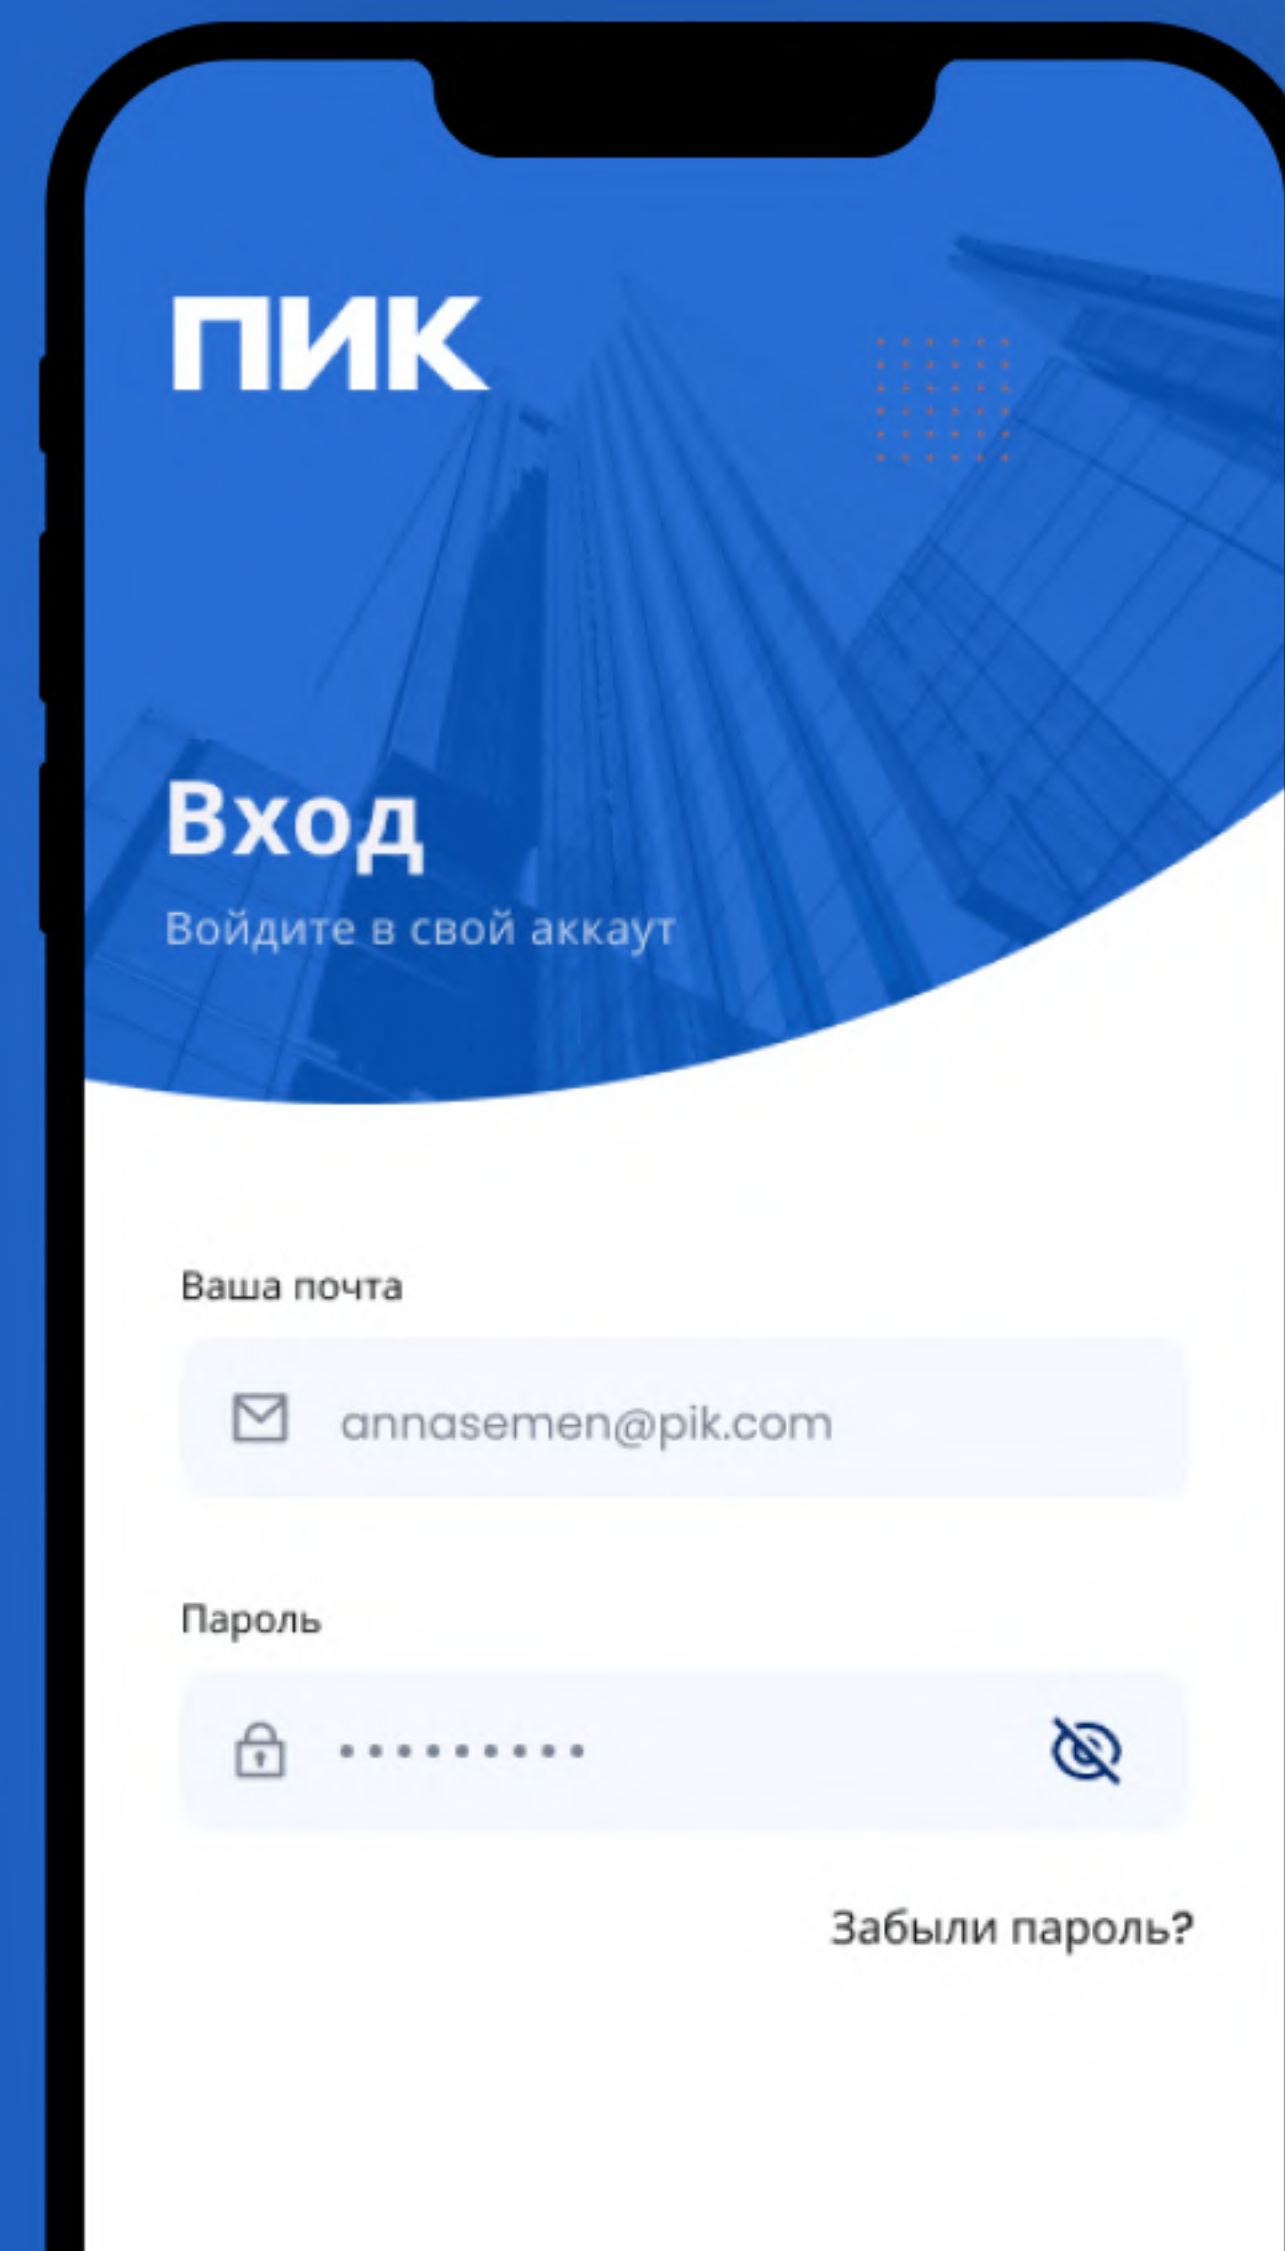 ПИК
Вход
Войдите в свой аккаут
Ваша почта
annasemen@pik.com
Пароль
•••••••••
Забыли пароль?